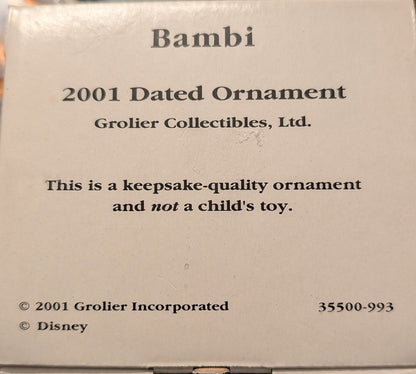 Bambi
2001 Dated Ornament
Grolier Collectibles, Ltd.
This is a keepsake-quality ornament
and not a child's toy.
© 2001 Grolier Incorporated 35500-993
© Disney